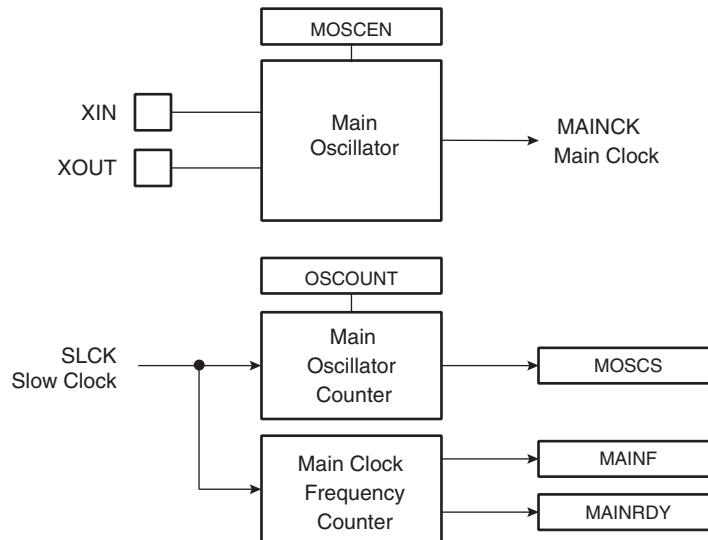 MOSCEN
XIN
XOUT
Main
Oscillator
MAINCK
Main Clock
OSCOUNT
SLCK
Slow Clock
Main
Oscillator
Counter
MOSCS
Main Clock
Frequency
Counter
MAINF
MAINRDY